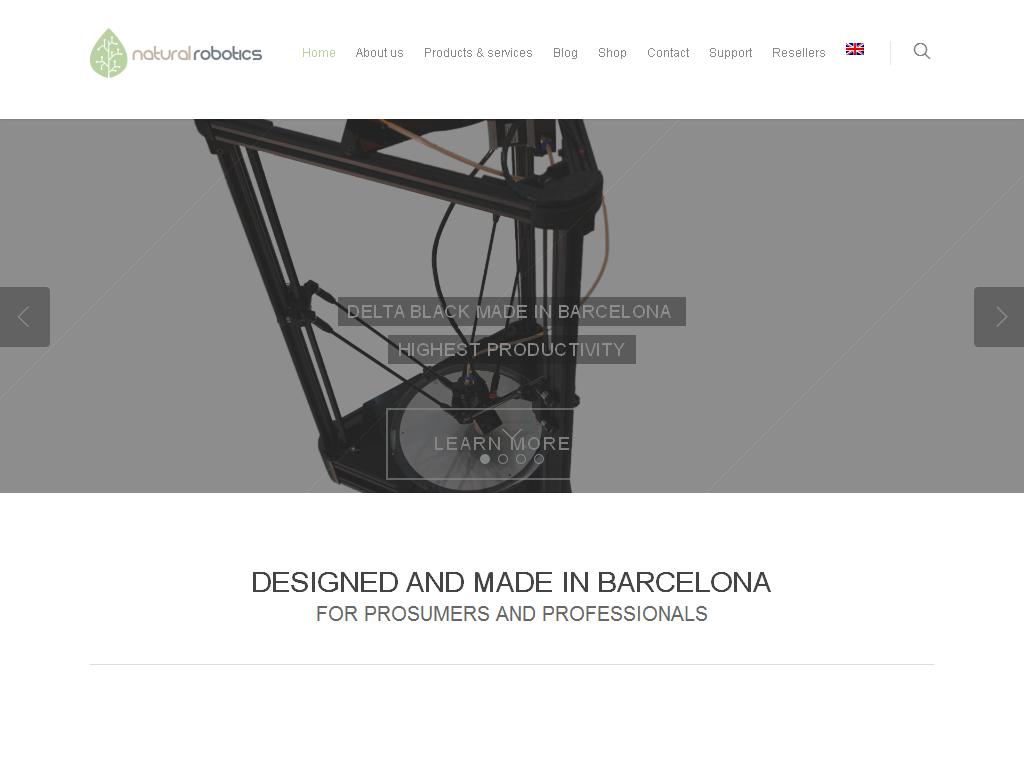 naturalrobotics
Home About us Products & services Blog Shop Contact Support Resellers
DELTA BLACK MADE IN BARCELONA
HIGHEST PRODUCTIVITY
LEARN MORE
DESIGNED AND MADE IN BARCELONA
FOR PROSUMERS AND PROFESSIONALS